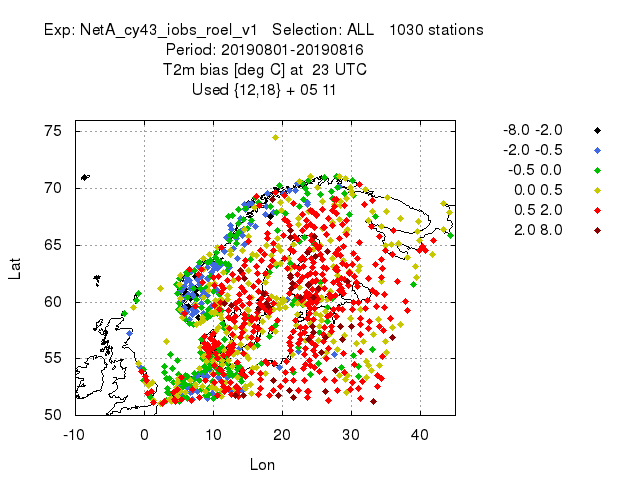 Exp: NetA_cy43_iobs_roel_v1 Selection: ALL 1030 stations
Period: 20190801-20190816
T2m bias [deg C] at 23 UTC
Used {12,18} + 05 11
-8.0 -2.0
-2.0 -0.5
-0.5 0.0
0.0 0.5
0.5 2.0
2.0 8.0
75
70
65
60
55
50
Lat
-10 0 10 20 30 40
Lon